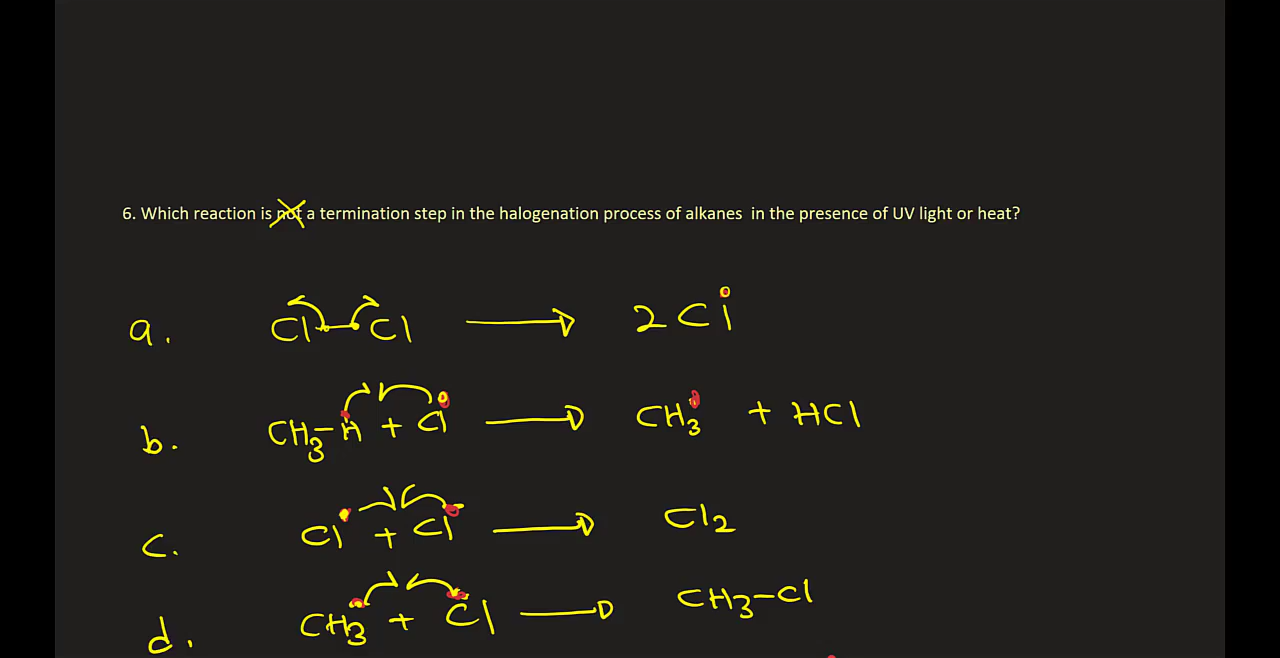 6. Which reaction is not a termination step in the halogenation process of alkanes in the presence of UV light or heat?
a. Cl-Cl → 2Cl•
b. CH₃-H + Cl• → CH₃• + HCl
c. Cl• + Cl• → Cl₂
d. CH₃• + Cl• → CH₃-Cl